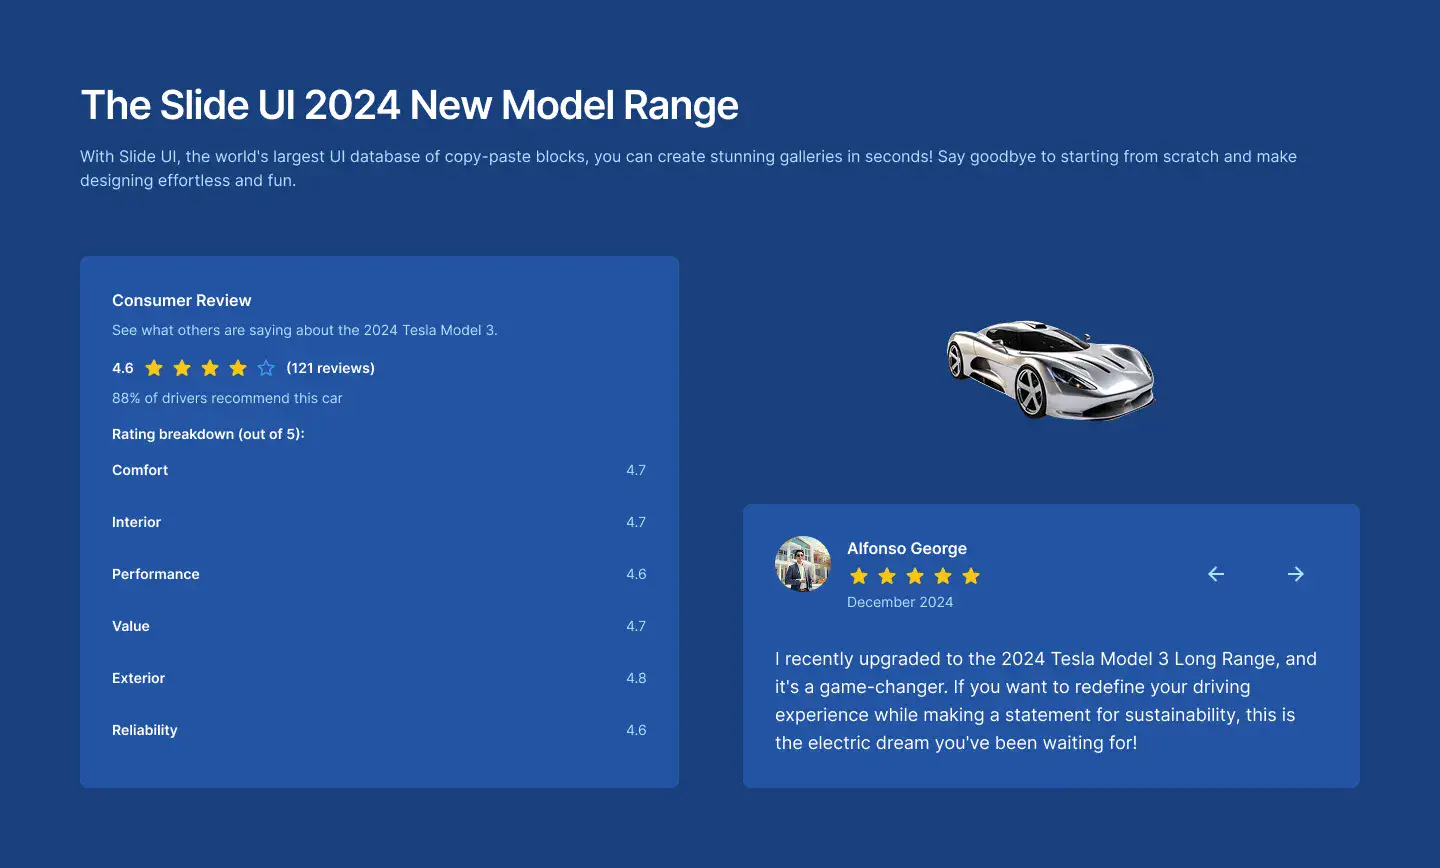 The Slide UI 2024 New Model Range
With Slide UI, the world's largest UI database of copy-paste blocks, you can create stunning galleries in seconds! Say goodbye to starting from scratch and make
designing effortless and fun.
Consumer Review
See what others are saying about the 2024 Tesla Model 3.
4.6 (121 reviews)
88% of drivers recommend this car
Rating breakdown (out of 5):
Comfort 4.7
Interior 4.7
Performance 4.6
Value 4.7
Exterior 4.8
Reliability 4.6
Alfonso George
December 2024
I recently upgraded to the 2024 Tesla Model 3 Long Range, and
it's a game-changer. If you want to redefine your driving
experience while making a statement for sustainability, this is
the electric dream you've been waiting for!